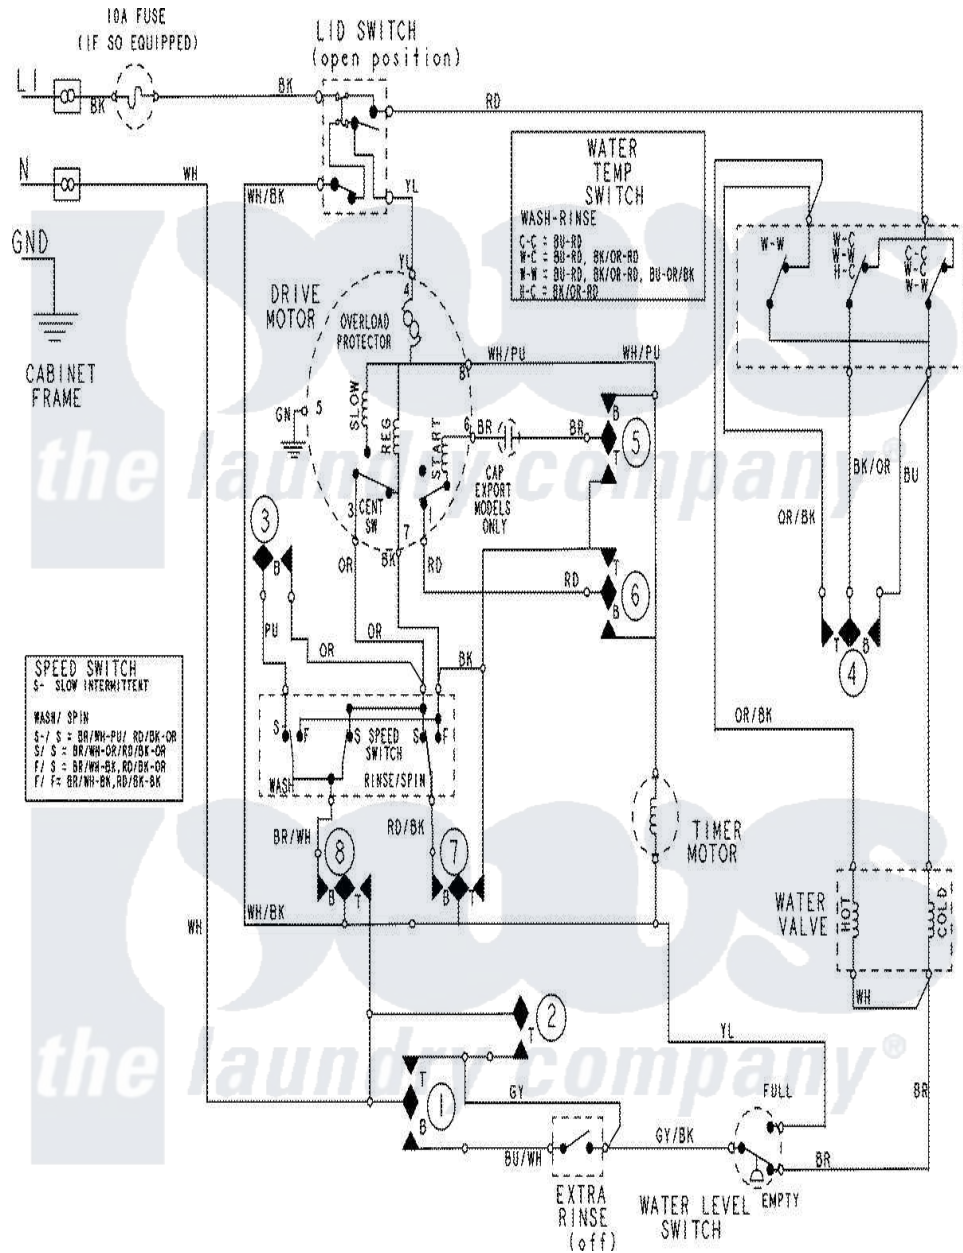 10A FUSE
(IF SO EQUIPPED)
LID SWITCH
(open position)
L1
BK
BK
RD
N
WH
WH/BK
YL
WATER
TEMP
SWITCH
WASH-RINSE
C-C = BU-RD
W-C = BU-RD, BK/OR-RD
W-W = BU-RD, BK/OR-RD, BU-OR/BK
H-C = BK/OR-RD
GND
CABINET
FRAME
W-W
W-C
W-W
H-C
C-C
W-C
W-W
YL
4
DRIVE
MOTOR
OVERLOAD
PROTECTOR
8
WH/PU
WH/PU
GN
5
SLOW
REG
START
6
BR
BR
B
T
5
CAP
EXPORT
MODELS
ONLY
3
CENT
SW
7
1
BK/OR
BU
OR/BK
3
B
OR
BK
RD
RD
T
B
6
PU
OR
OR
BK
T
B
4
SPEED SWITCH
S- SLOW INTERMITTENT
WASH/ SPIN
S-/ S = BR/WH-PU/ RD/BK-OR
S/ S = BR/WH-OR/RD/BK-OR
F/ S = BR/WH-BK,RD/BK-OR
F/ F= BR/WH-BK,RD/BK-BK
OR/BK
S-
F
S
SPEED
SWITCH
S
F
WASH
RINSE/SPIN
BR/WH
8
RD/BK
7
TIMER
MOTOR
B
T
B
T
WH
WH/BK
WATER
VALVE
HOT
COLD
WH
2
T
YL
the laundry company®
the laundry company®
T
B
1
GY
FULL
BR
BU/WH
GY/BK
BR
EXTRA
RINSE
(off)
WATER LEVEL
SWITCH
EMPTY